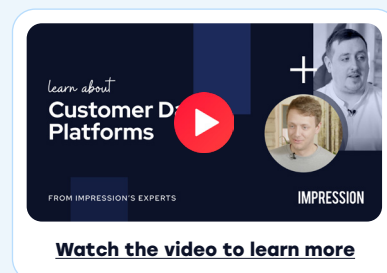 learn about
Customer Da
Platforms
FROM IMPRESSION'S EXPERTS
IMPRESSION
Watch the video to learn more